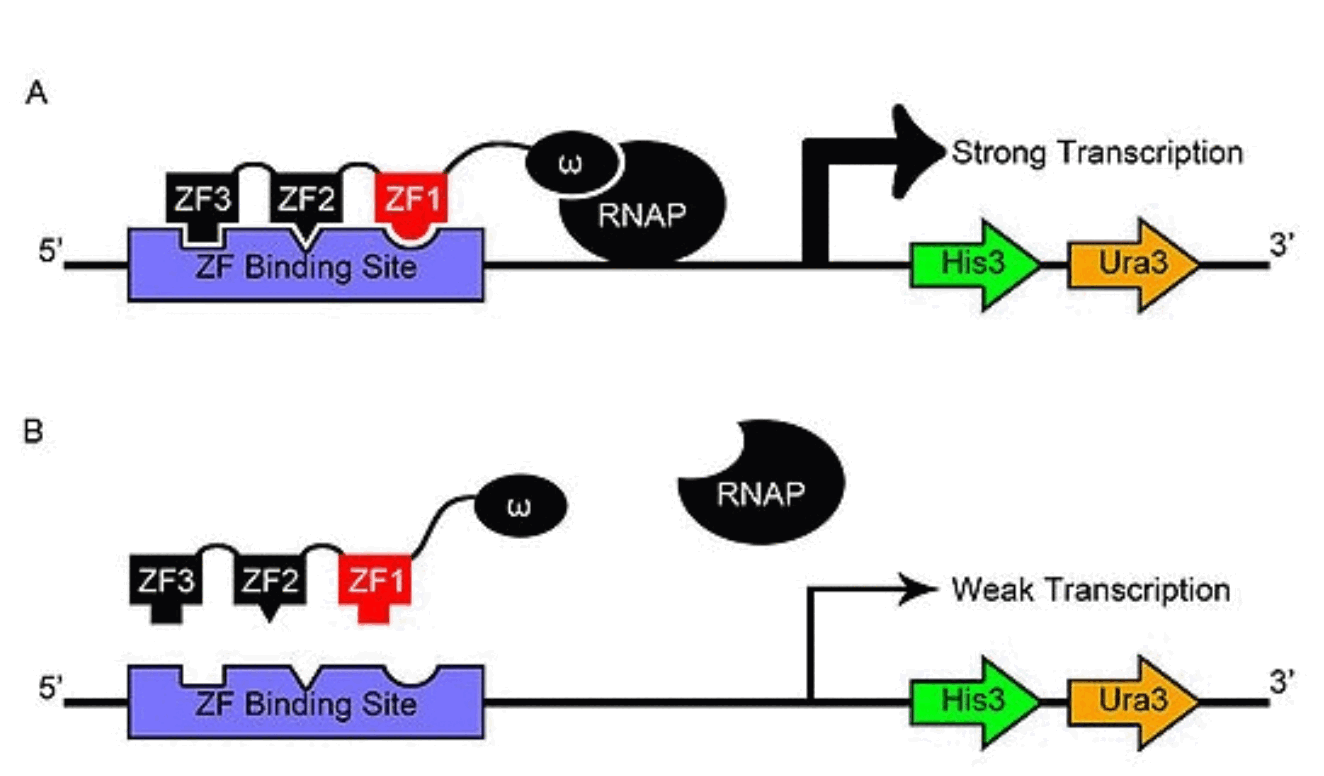 A
ZF3 ZF2 ZF1 ω RNAP Strong Transcription
5’ ZF Binding Site His3 Ura3 3’
B
ω RNAP
ZF3 ZF2 ZF1 Weak Transcription
5’ ZF Binding Site His3 Ura3 3’